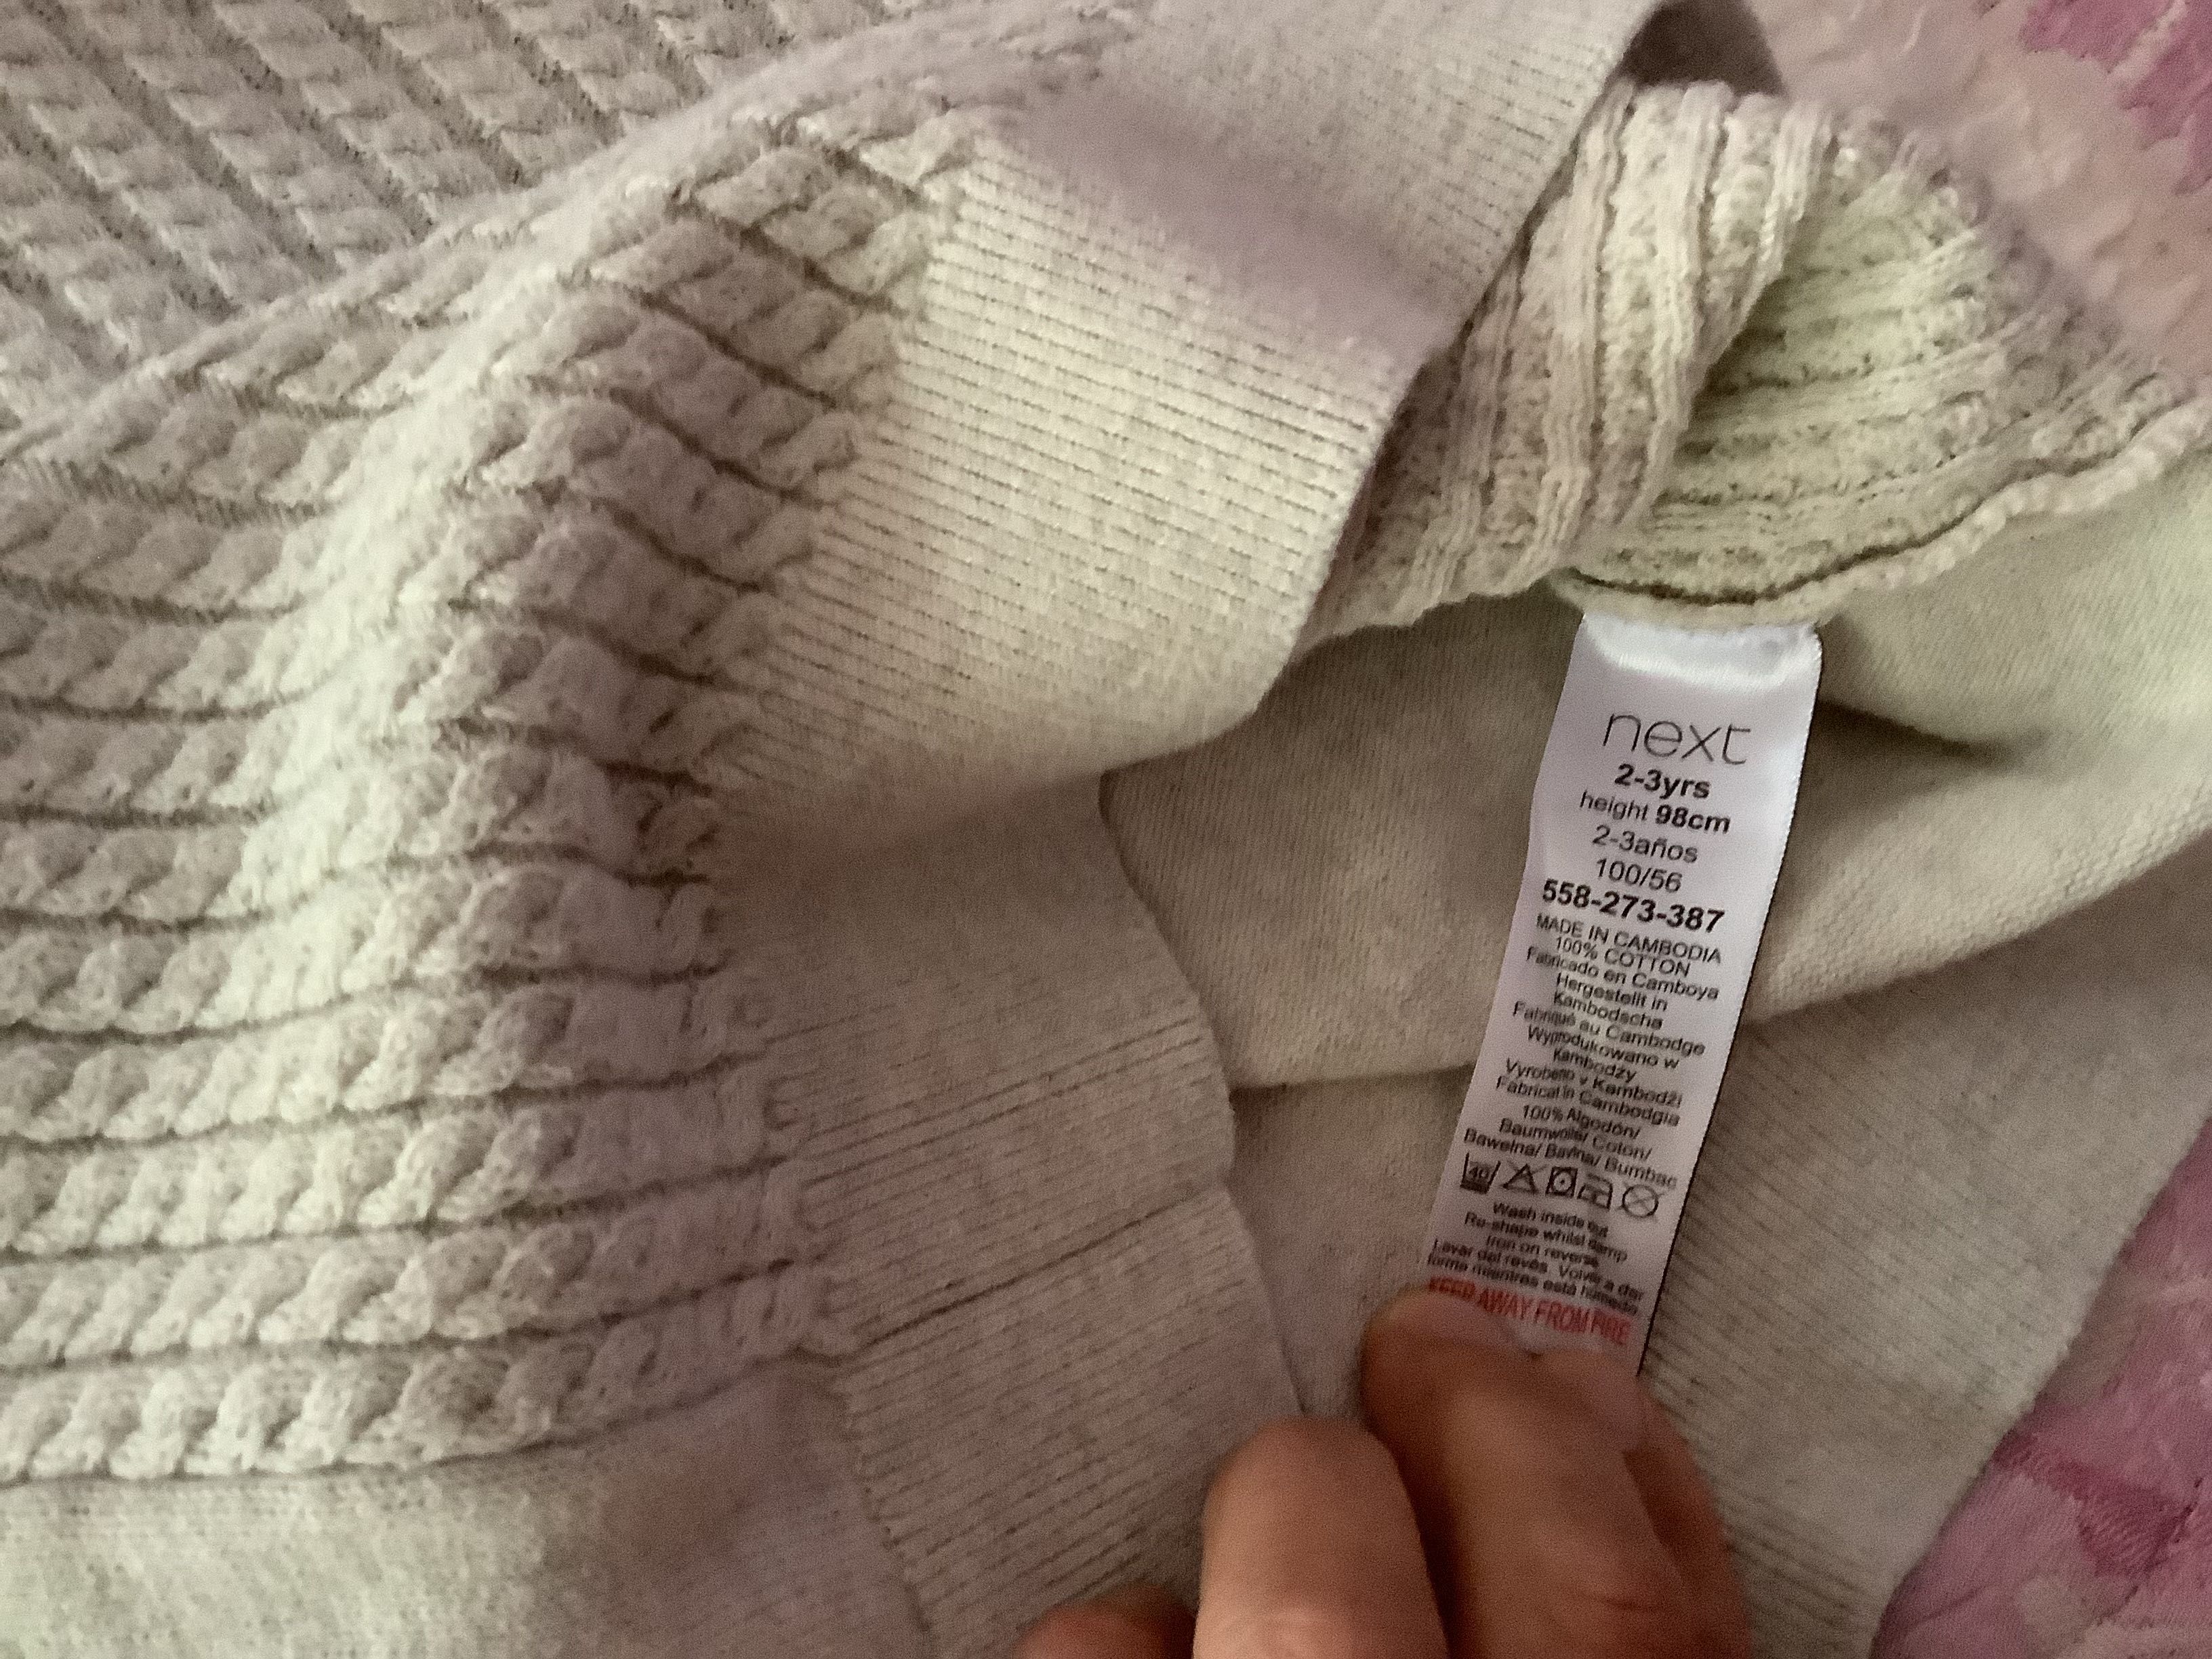 next
2-3yrs
height 98cm
2-3años
100/56
558-273-387
MADE IN CAMBODIA
100% COTTON
Fabricado en Camboya
Hergestellt in
Kambodscha
Fabriqué au Cambodge
Wyprodukowano w
Kambodży
Vyrobeno v Kambodži
Fabricat în Cambodgia
100% Algodón/
Baumwolle/ Coton/
Bawełna/ Bavlna/ Bumbac
40
Wash inside out
Re-shape whilst damp
Iron on reverse
Lavar del revés. Volver a dar
forma mientras está húmedo
KEEP AWAY FROM FIRE